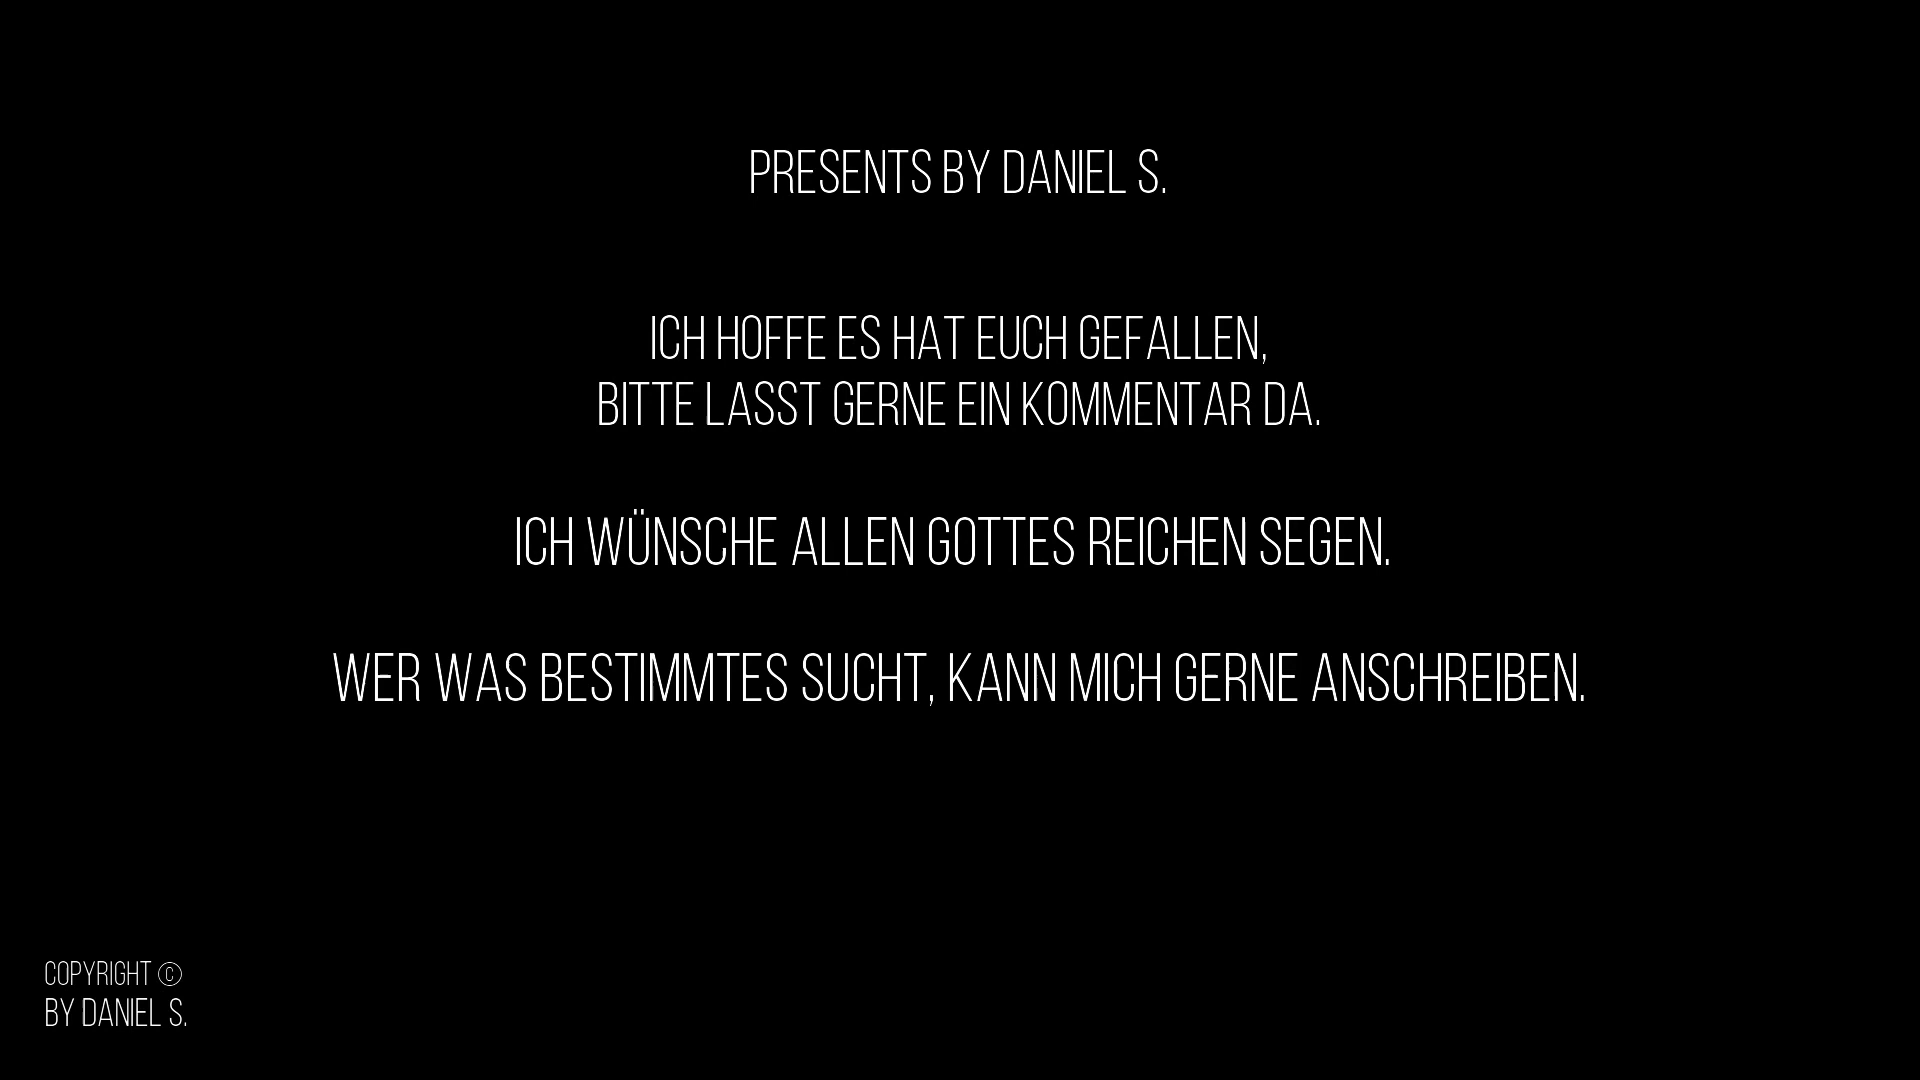 PRESENTS BY DANIEL S.
ICH HOFFE ES HAT EUCH GEFALLEN,
BITTE LASST GERNE EIN KOMMENTAR DA.
ICH WÜNSCHE ALLEN GOTTES REICHEN SEGEN.
WER WAS BESTIMMTES SUCHT, KANN MICH GERNE ANSCHREIBEN.
COPYRIGHT ©
BY DANIEL S.